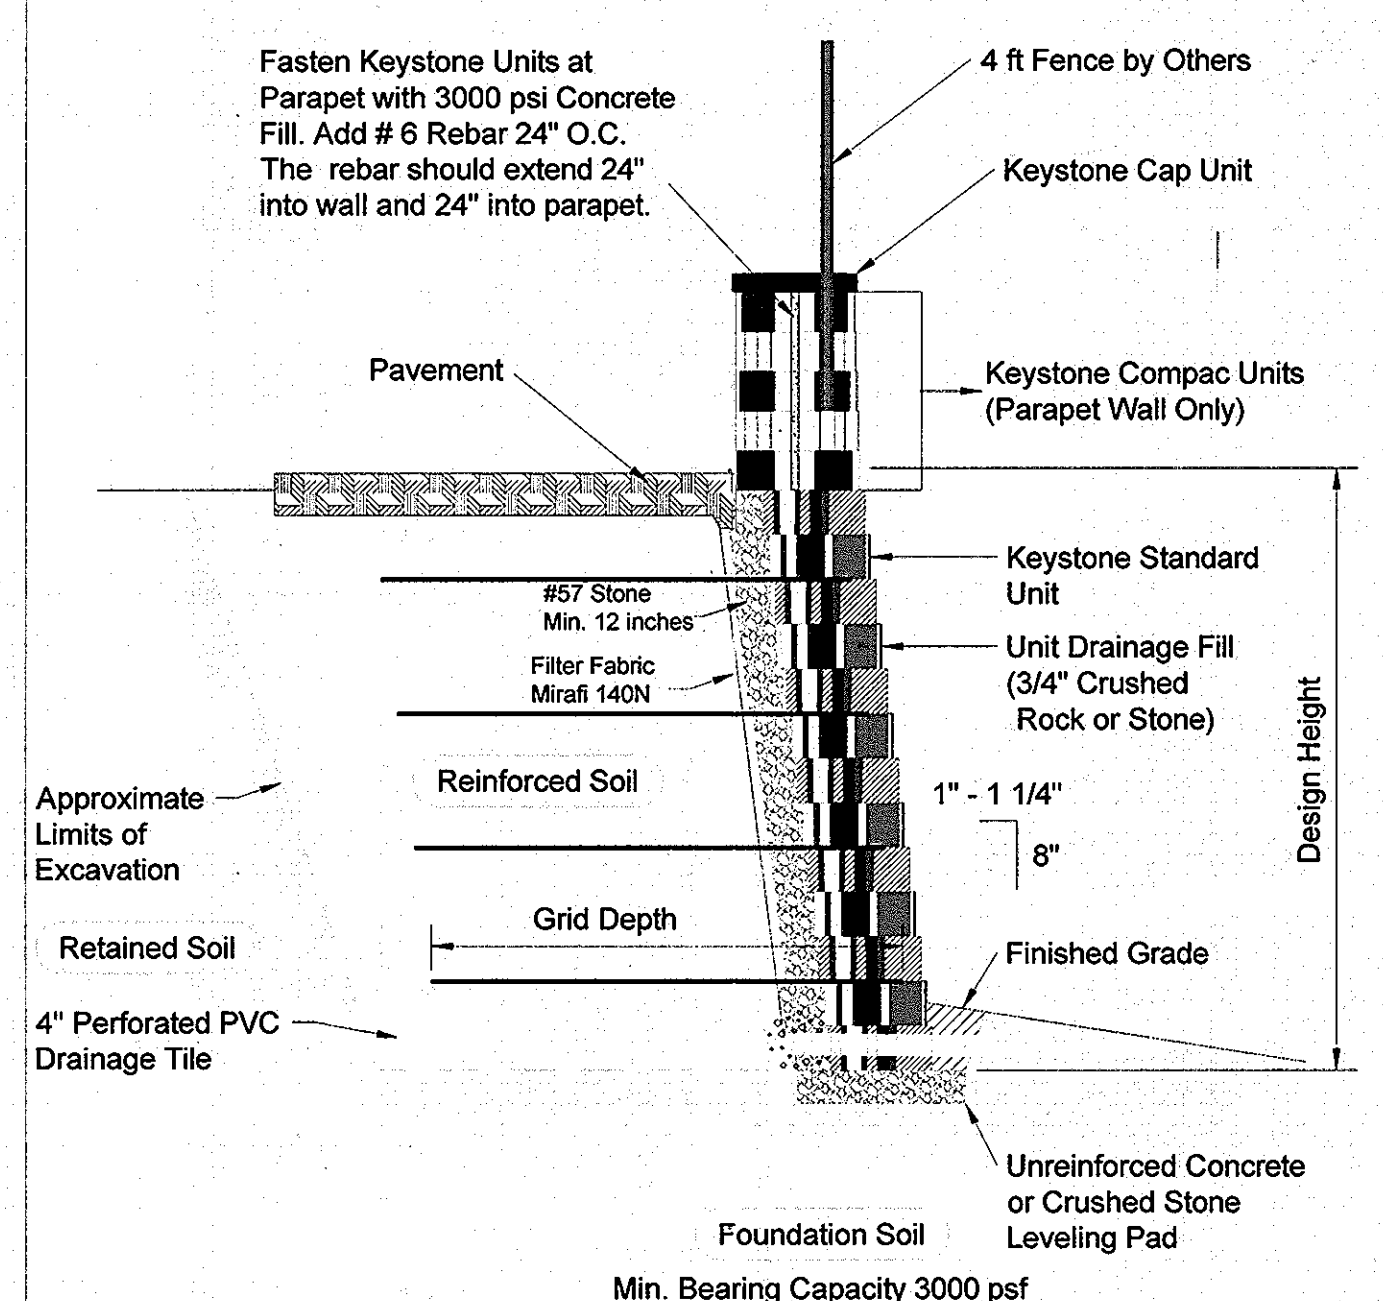 Fasten Keystone Units at
Parapet with 3000 psi Concrete
Fill. Add # 6 Rebar 24" O.C.
The rebar should extend 24"
into wall and 24" into parapet.
4 ft Fence by Others
Keystone Cap Unit
Pavement
Keystone Compac Units
(Parapet Wall Only)
Keystone Standard
Unit
#57 Stone
Min. 12 inches
Unit Drainage Fill
(3/4" Crushed
Rock or Stone)
Filter Fabric
Mirafi 140N
Design Height
Reinforced Soil
1" - 1 1/4"
8"
Approximate
Limits of
Excavation
Grid Depth
Retained Soil
Finished Grade
4" Perforated PVC
Drainage Tile
Unreinforced Concrete
or Crushed Stone
Leveling Pad
Foundation Soil
Min. Bearing Capacity 3000 psf